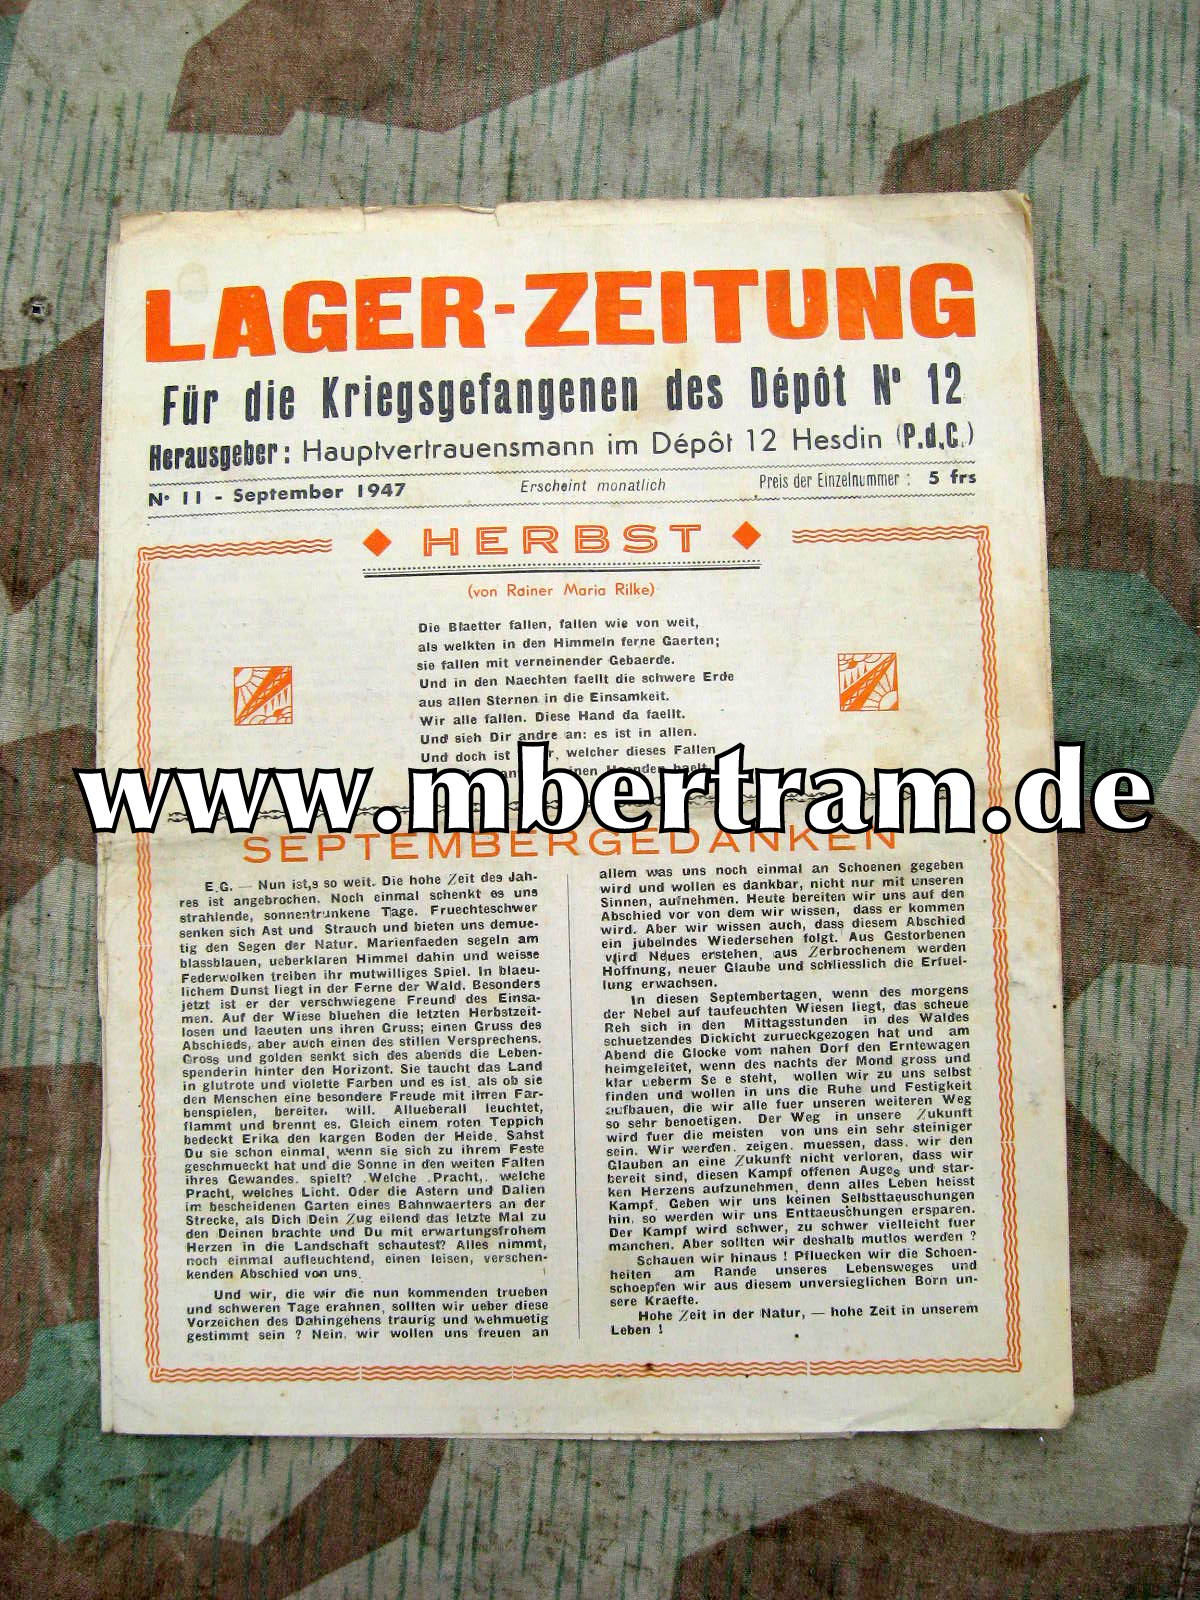 LAGER-ZEITUNG
Für die Kriegsgefangenen des Dépôt N° 12
Herausgeber: Hauptvertrauensmann im Dépôt 12 Hesdin (P.d.C.)
N° 11 - September 1947 Erscheint monatlich Preis der Einzelnummer : 5 frs
HERBST
(von Rainer Maria Rilke)
Die Blaetter fallen, fallen wie von weit,
als welkten in den Himmeln ferne Gaerten;
sie fallen mit verneinender Gebaerde.
Und in den Naechten faellt die schwere Erde
aus allen Sternen in die Einsamkeit.
Wir alle fallen. Diese Hand da faellt.
Und sieh Dir andre an: es ist in allen.
Und doch ist welcher dieses Fallen
haelt
www.mbertram.de
SEPTEMBERGEDANKEN
E.G. — Nun ist,s so weit. Die hohe Zeit des Jah-
res ist angebrochen. Noch einmal schenkt es uns
strahlende, sonnentrunkene Tage. Fruechteschwer
senken sich Ast und Strauch und bieten uns demue-
tig den Segen der Natur. Marienfaeden segeln am
blassblauen, ueberklaren Himmel dahin und weisse
Federwolken treiben ihr mutwilliges Spiel. In blaeu-
lichem Dunst liegt in der Ferne der Wald. Besonders
jetzt ist er der verschwiegene Freund des Einsa-
men. Auf der Wiese bluehen die letzten Herbstzeit-
losen und laeuten uns ihren Gruss; einen Gruss des
Abschieds, aber auch einen des stillen Versprechens.
Gross und golden senkt sich des abends die Leben-
spenderin hinter den Horizont. Sie taucht das Land
in glutrote und violette Farben und es ist, als ob sie
den Menschen eine besondere Freude mit ihren Far-
benspielen, bereiten will. Allueberall leuchtet,
flammt und brennt es. Gleich einem roten Teppich
bedeckt Erika den kargen Boden der Heide. Sahst
Du sie schon einmal, wenn sie sich zu ihrem Feste
geschmueckt hat und die Sonne in den weiten Falten
ihres Gewandes. spielt? Welche Pracht, welche
Pracht, welches Licht. Oder die Astern und Dalien
im bescheidenen Garten eines Bahnwaerters an der
Strecke, als Dich Dein Zug eilend das letzte Mal zu
den Deinen brachte und Du mit erwartungsfrohem
Herzen in die Landschaft schautest? Alles nimmt,
noch einmal aufleuchtend, einen leisen, verschen-
kenden Abschied von uns.
Und wir, die wir die nun kommenden trueben
und schweren Tage erahnen, sollten wir ueber diese
Vorzeichen des Dahingehens traurig und wehmuetig
gestimmt sein ? Nein, wir wollen uns freuen an
allem was uns noch einmal an Schoenen gegeben
wird und wollen es dankbar, nicht nur mit unseren
Sinnen, aufnehmen. Heute bereiten wir uns auf den
Abschied vor von dem wir wissen, dass er kommen
wird. Aber wir wissen auch, dass diesem Abschied
ein jubelndes Wiedersehen folgt. Aus Gestorbenen
wird Neues erstehen, aus Zerbrochenem werden
Hoffnung, neuer Glaube und schliesslich die Erfuel-
lung erwachsen.
In diesen Septembertagen, wenn des morgens
der Nebel auf taufeuchten Wiesen liegt, das scheue
Reh sich in den Mittagsstunden in des Waldes
schuetzendes Dickicht zurueckgezogen hat und am
Abend die Glocke vom nahen Dorf den Erntewagen
heimgeleitet, wenn des nachts der Mond gross und
klar ueberm Se e steht, wollen wir zu uns selbst
finden und wollen in uns die Ruhe und Festigkeit
aufbauen, die wir alle fuer unseren weiteren Weg
so sehr benoetigen. Der Weg in unsere Zukunft
wird fuer die meisten von uns ein sehr steiniger
sein. Wir werden. zeigen. muessen, dass. wir den
Glauben an eine Zukunft nicht verloren, dass wir
bereit sind, diesen Kampf offenen Auges und star-
ken Herzens aufzunehmen, denn alles Leben heisst
Kampf. Geben wir uns keinen Selbsttaeuschungen
hin, so werden wir uns Enttaeuschungen ersparen.
Der Kampf wird schwer, zu schwer vielleicht fuer
manchen. Aber sollten wir deshalb mutlos werden ?
Schauen wir hinaus ! Pfluecken wir die Schoen-
heiten am Rande unseres Lebensweges und
schoepfen wir aus diesem unversieglichen Born un-
sere Kraefte.
Hohe Zeit in der Natur, — hohe Zeit in unserem
Leben !